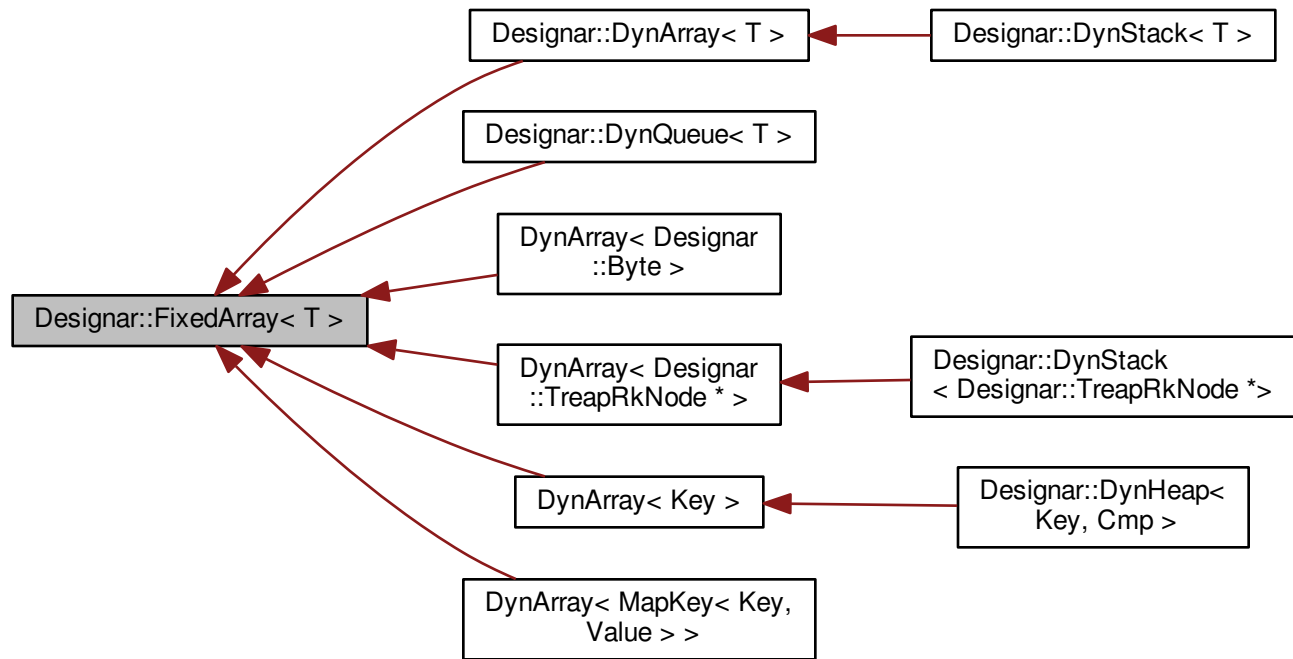 Designar::DynArray< T >
Designar::DynStack< T >
Designar::DynQueue< T >
DynArray< Designar
::Byte >
Designar::FixedArray< T >
DynArray< Designar
::TreapRkNode * >
Designar::DynStack
< Designar::TreapRkNode *>
DynArray< Key >
Designar::DynHeap<
Key, Cmp >
DynArray< MapKey< Key,
Value > >